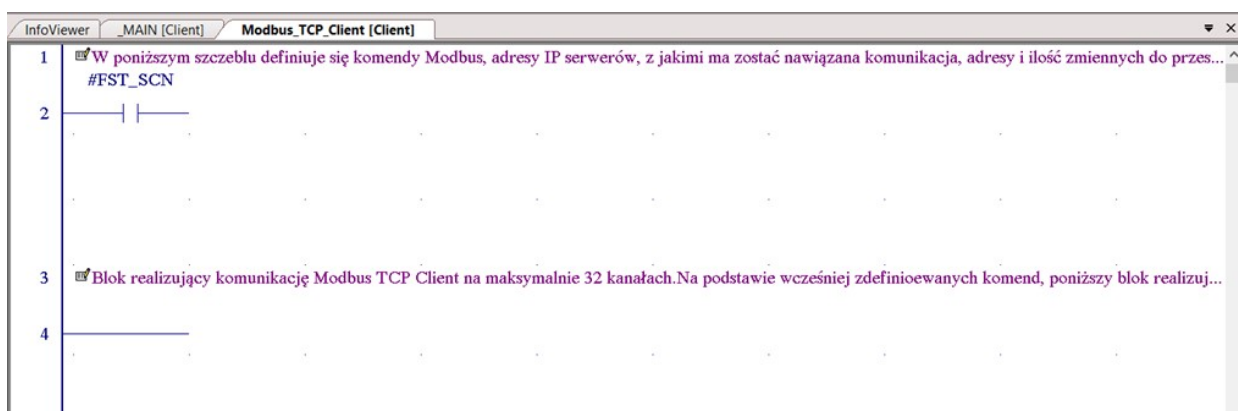 InfoViewer _MAIN [Client] Modbus_TCP_Client [Client]
1 W poniższym szczeblu definiuje się komendy Modbus, adresy IP serwerów, z jakimi ma zostać nawiązana komunikacja, adresy i ilość zmiennych do przes...
#FST_SCN
2
3 Blok realizujący komunikację Modbus TCP Client na maksymalnie 32 kanałach.Na podstawie wcześniej zdefinioewanych komend, poniższy blok realizuj...
4